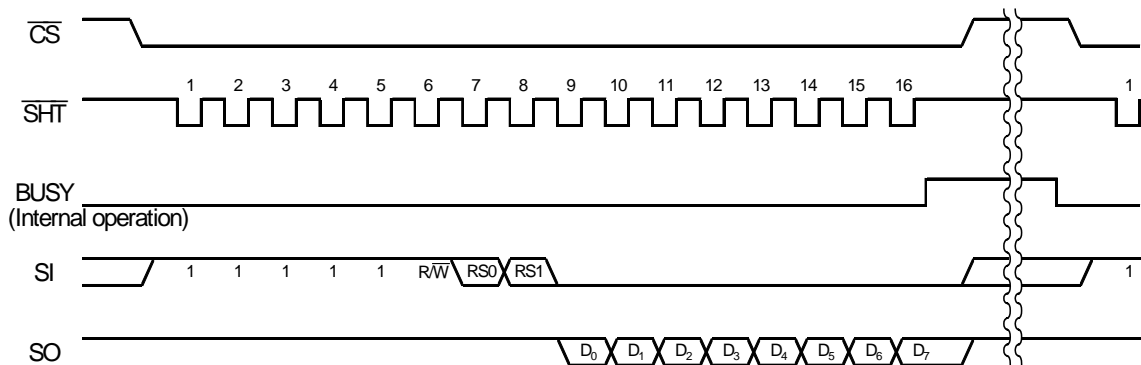 CS
1 2 3 4 5 6 7 8 9 10 11 12 13 14 15 16 1
SHT
BUSY
(Internal operation)
SI 1 1 1 1 1 R/W RS0 RS1 1
SO D0 D1 D2 D3 D4 D5 D6 D7